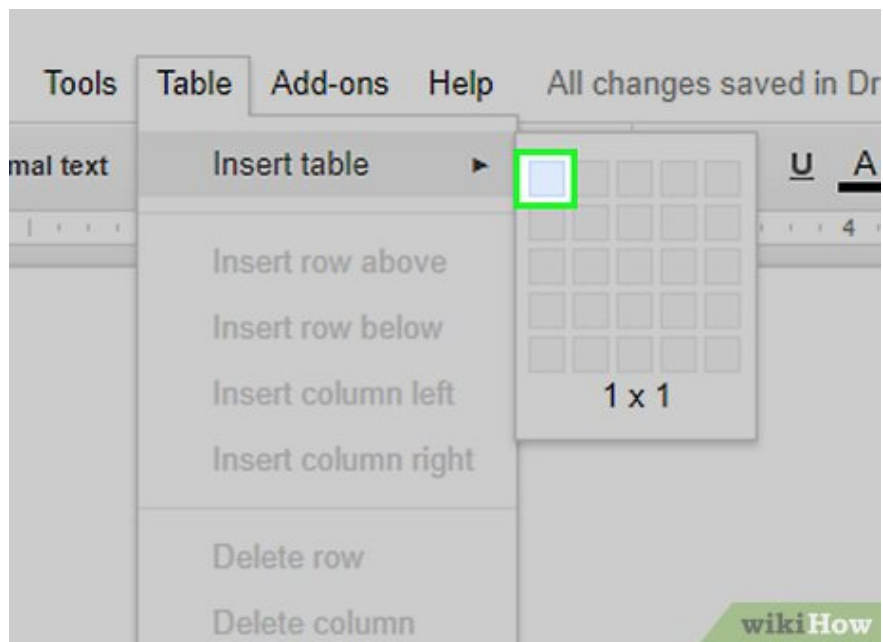 Tools Table Add-ons Help All changes saved in Dr
mal text Insert table ► U A
4
Insert row above
Insert row below
Insert column left
1 x 1
Insert column right
Delete row
Delete column
wikiHow